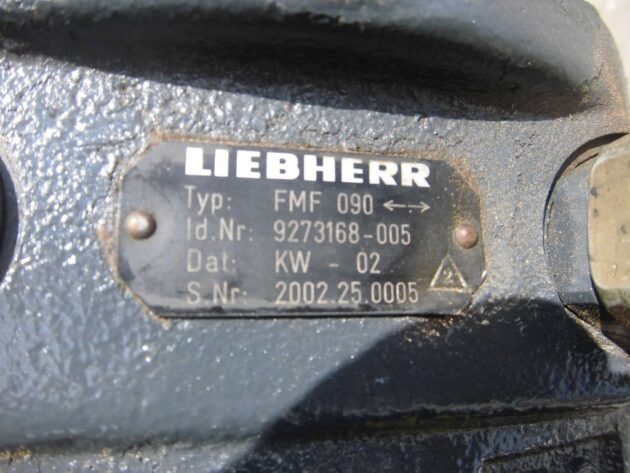 LIEBHERR
Typ: FMF 090 <-->
Id.Nr: 9273168-005
Dat: KW - 02
S.Nr: 2002.25.0005